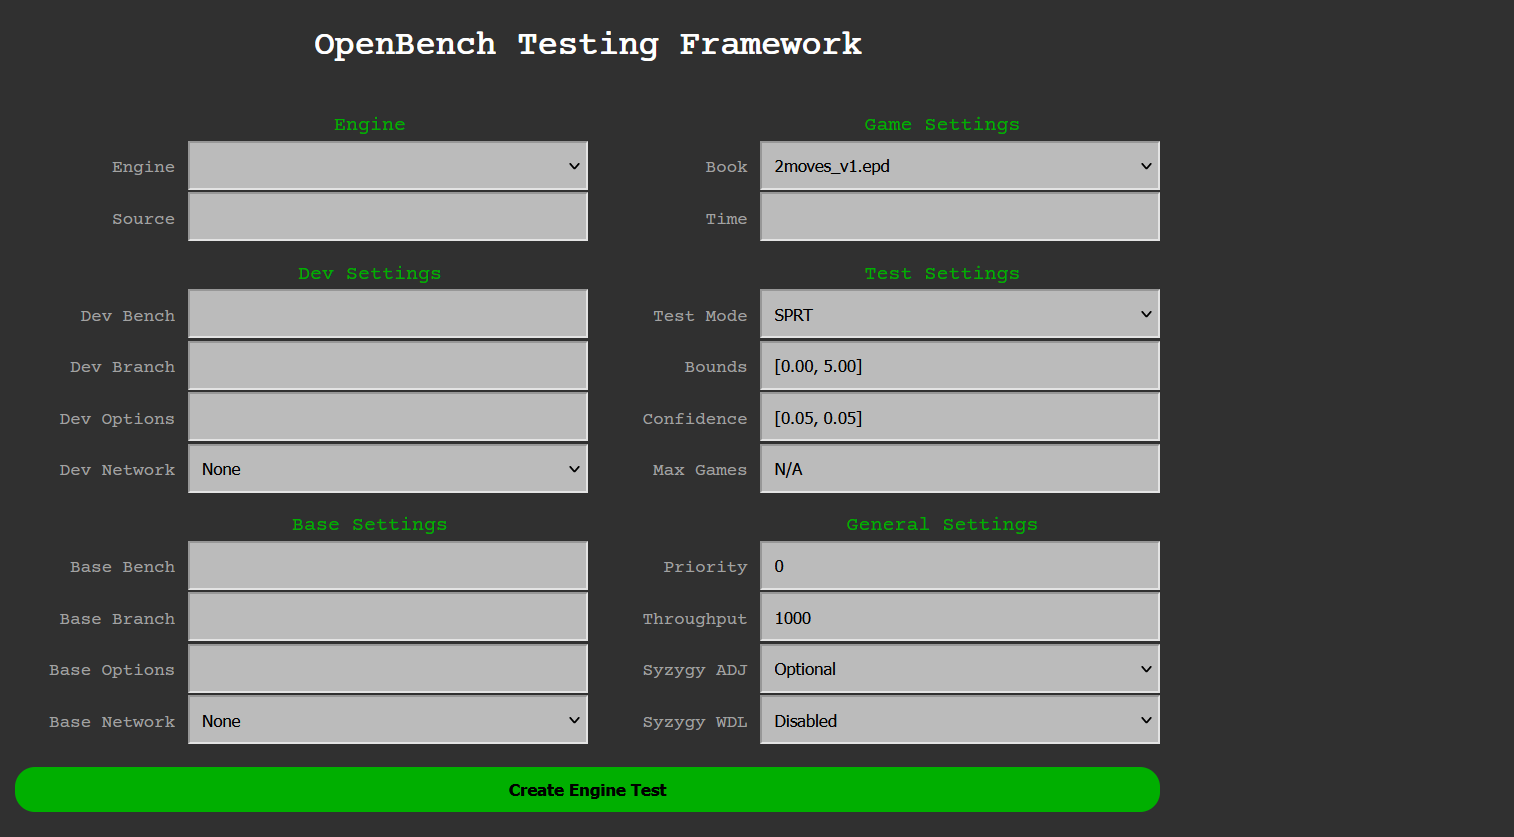 OpenBench Testing Framework
Engine
Engine
Source
Game Settings
Book 2moves_v1.epd
Time
Dev Settings
Dev Bench
Dev Branch
Dev Options
Dev Network None
Test Settings
Test Mode SPRT
Bounds [0.00, 5.00]
Confidence [0.05, 0.05]
Max Games N/A
Base Settings
Base Bench
Base Branch
Base Options
Base Network None
General Settings
Priority 0
Throughput 1000
Syzygy ADJ Optional
Syzygy WDL Disabled
Create Engine Test